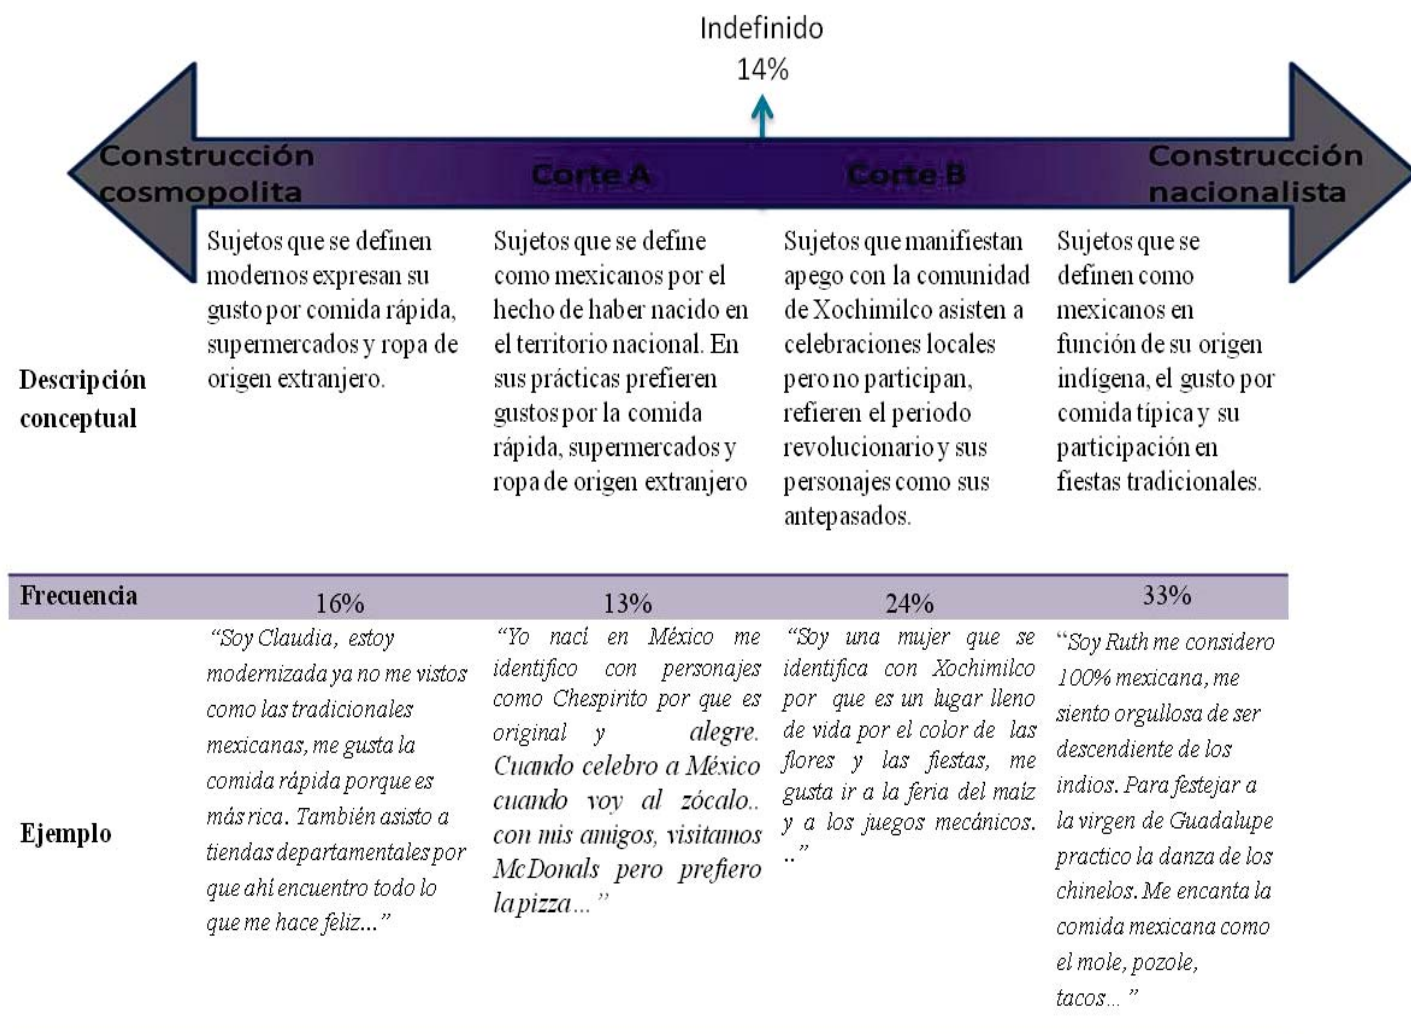 Indefinido
14%
Construcción
cosmopolita
Corte A
Corte B
Construcción
nacionalista
Descripción
conceptual
Sujetos que se definen
modernos expresan su
gusto por comida rápida,
supermercados y ropa de
origen extranjero.
Sujetos que se define
como mexicanos por el
hecho de haber nacido en
el territorio nacional. En
sus prácticas prefieren
gustos por la comida
rápida, supermercados y
ropa de origen extranjero
Sujetos que manifiestan
apego con la comunidad
de Xochimilco asisten a
celebraciones locales
pero no participan,
refieren el periodo
revolucionario y sus
personajes como sus
antepasados.
Sujetos que se
definen como
mexicanos en
función de su origen
indígena, el gusto por
comida típica y su
participación en
fiestas tradicionales.
Frecuencia
16%
13%
24%
33%
Ejemplo
“Soy Claudia, estoy
modernizada ya no me vistos
como las tradicionales
mexicanas, me gusta la
comida rápida porque es
más rica. También asisto a
tiendas departamentales por
que ahí encuentro todo lo
que me hace feliz...”
“Yo nací en México me
identifico con personajes
como Chespirito por que es
original y alegre.
Cuando celebro a México
cuando voy al zócalo..
con mis amigos, visitamos
McDonals pero prefiero
la pizza... ”
“Soy una mujer que se
identifica con Xochimilco
por que es un lugar lleno
de vida por el color de las
flores y las fiestas, me
gusta ir a la feria del maíz
y a los juegos mecánicos.
..”
“Soy Ruth me considero
100% mexicana, me
siento orgullosa de ser
descendiente de los
indios. Para festejar a
la virgen de Guadalupe
practico la danza de los
chinelos. Me encanta la
comida mexicana como
el mole, pozole,
tacos... ”